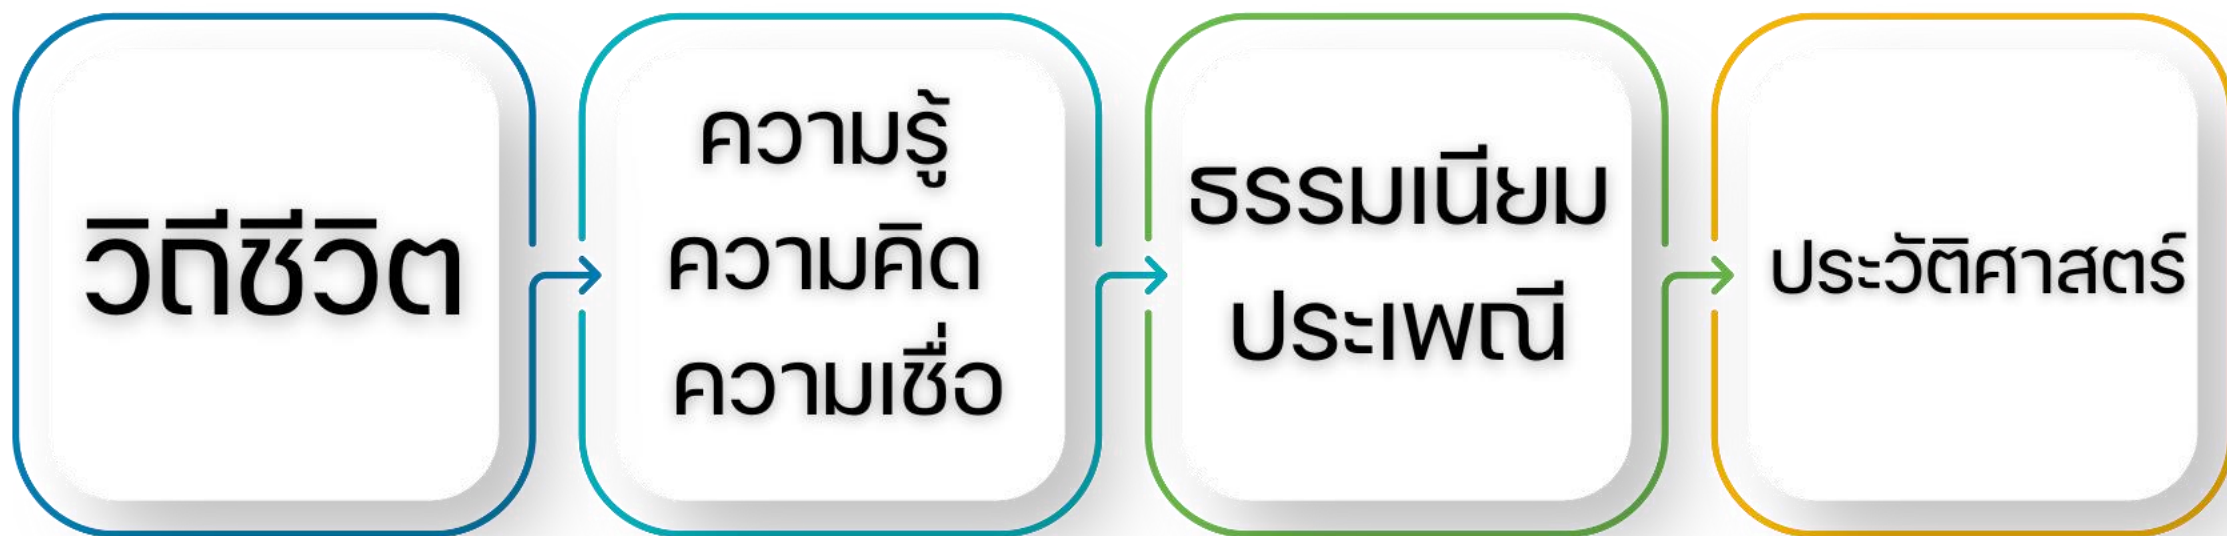 วิถีชีวิต
ความรู้
ความคิด
ความเชื่อ
ธรรมเนียม
ประเพณี
ประวัติศาสตร์